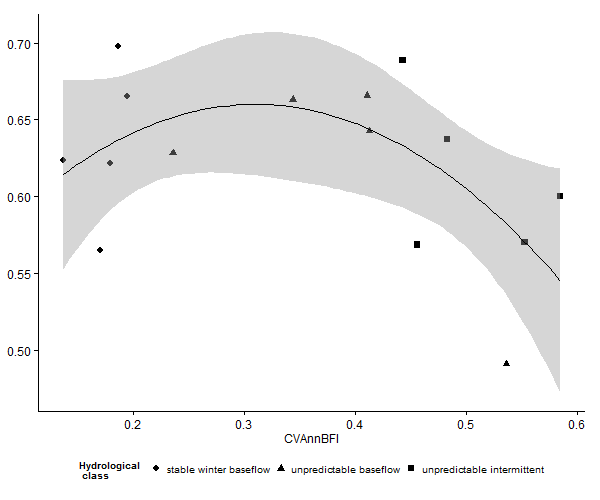 0.70
0.65
0.60
0.55
0.50
0.2 0.3 0.4 0.5 0.6
CVAnnBFI
Hydrological
class
stable winter baseflow unpredictable baseflow unpredictable intermittent